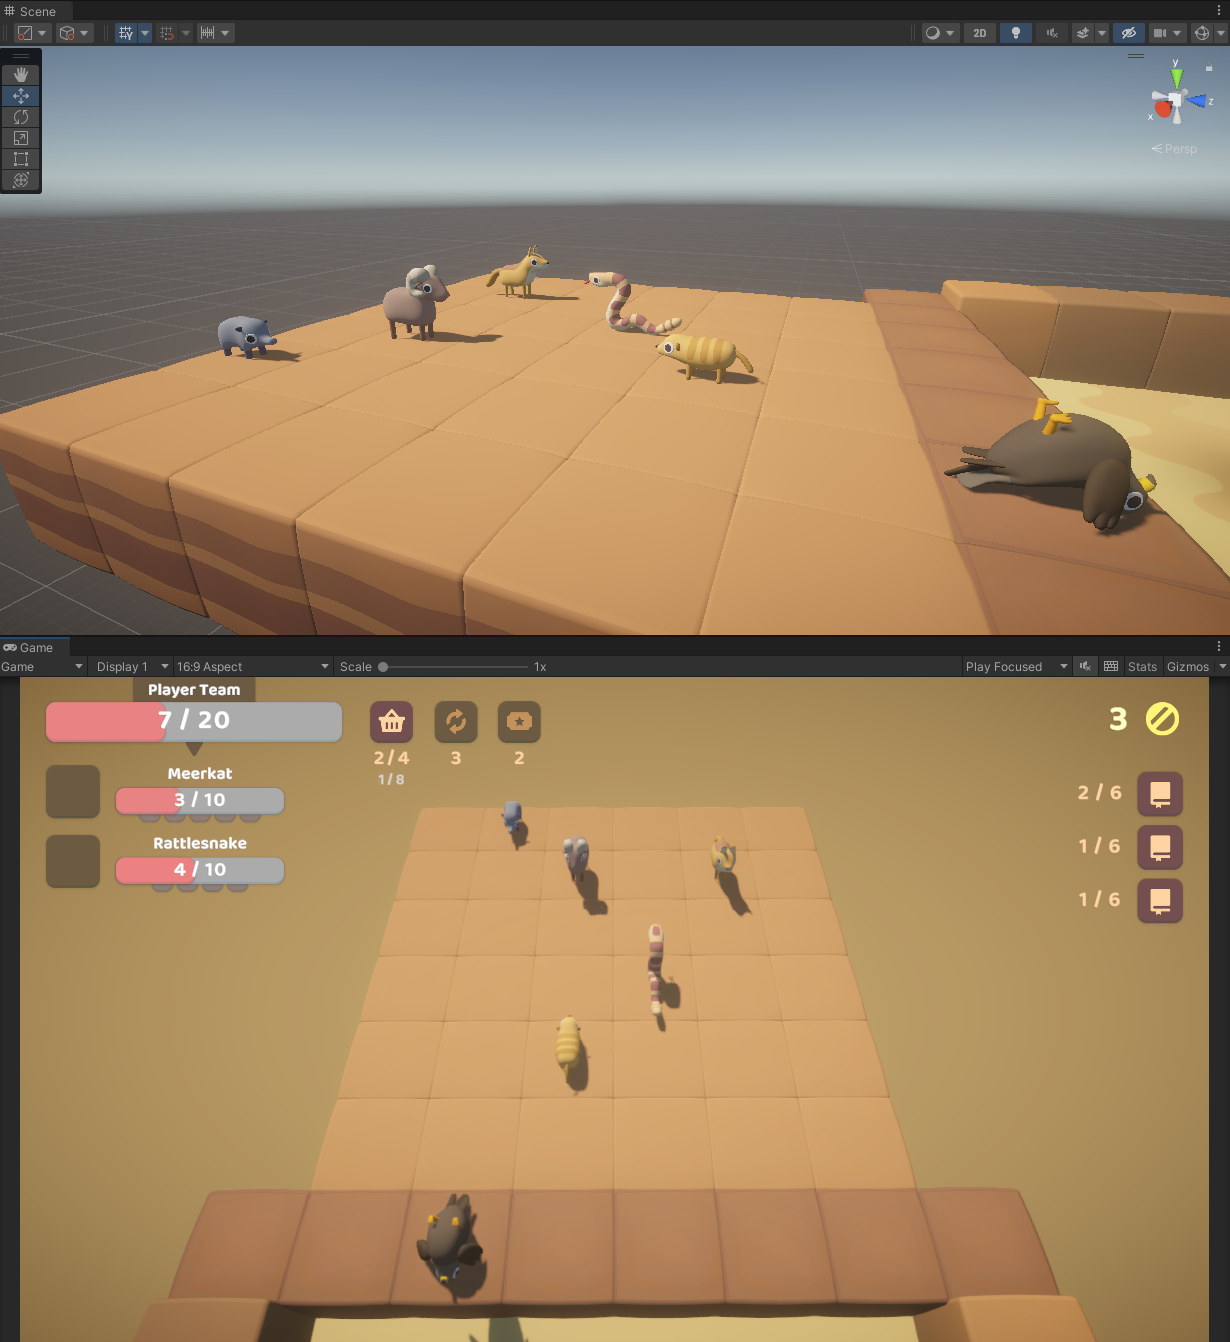 Scene
2D
y
z
x
Persp
Game
Game
Display 1
16:9 Aspect
Scale
1x
Play Focused
Stats
Gizmos
Player Team
7 / 20
2/4
1/8
3
2
3
Meerkat
3 / 10
Rattlesnake
4 / 10
2 / 6
1 / 6
1 / 6